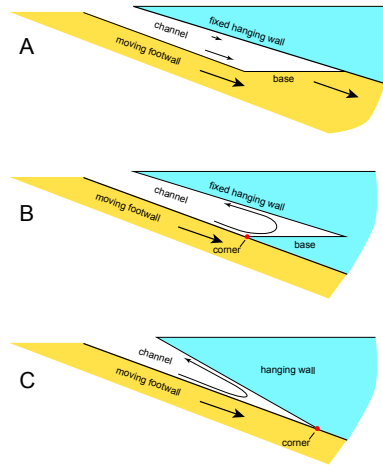 A
fixed hanging wall
channel
moving footwall
base
B
fixed hanging wall
channel
moving footwall
base
corner
C
channel
hanging wall
moving footwall
corner